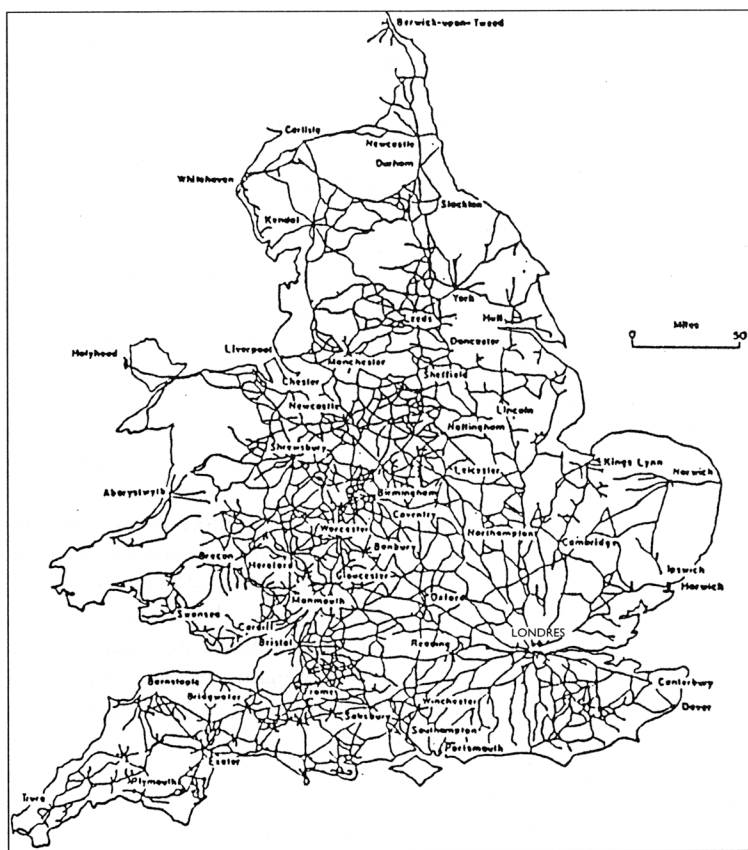 Berwich-upon-Tweed
Carlisle
Newcastle
Durham
Whitehaven
Stockton
Kendal
York
Leeds
Hull
Miles
0 50
Holyhead
Liverpool
Doncaster
Manchester
Chester
Sheffield
Newcastle
Lincoln
Nottingham
Shrewsbury
Kings Lynn
Leicester
Norwich
Aberystwyth
Birmingham
Coventry
Worcester
Northampton
Cambridge
Banbury
Brecon
Hereford
Ipswich
Gloucester
Harwich
Monmouth
Oxford
Swansea
Cardiff
LONDRES
Bristol
Reading
Barnstaple
Canterbury
Bridgwater
Frome
Winchester
Dover
Salsbury
Southampton
Portsmouth
Exeter
Plymouth
Truro